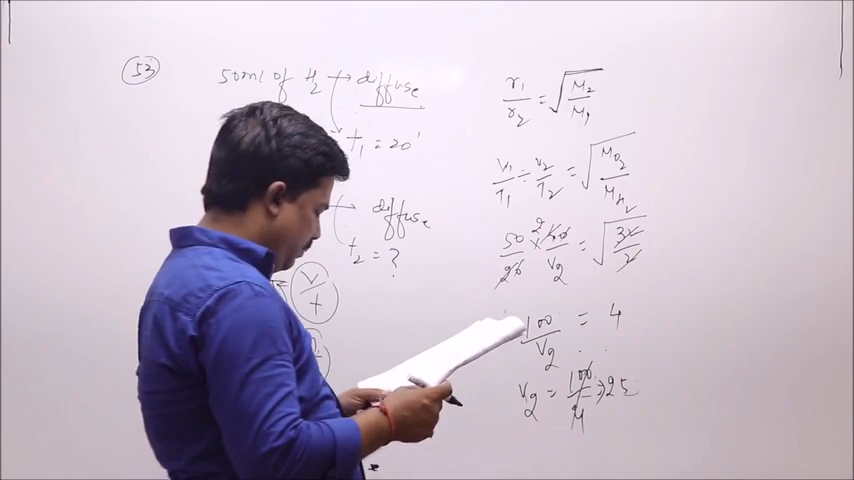 53
50ml of H2 → diffuse
t1 = 20'
→ diffuse
t2 = ?
V/t
r1/r2 = √M2/M1
V1/T1 ÷ V2/T2 = √MO2/MH2
50/20 × 40/V2 = √32/2
100/V2 = 4
V2 = 100/4 ⇒ 25